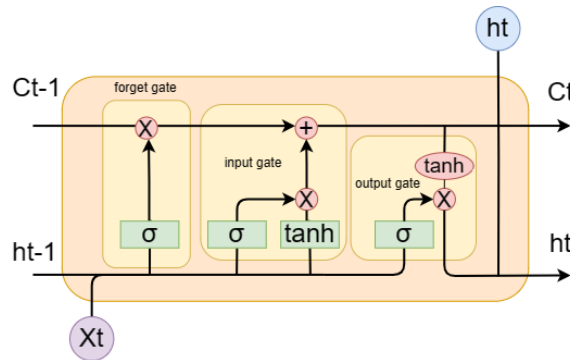 ht
Ct-1
forget gate
Ct
X
+
input gate
tanh
output gate
X
X
σ
σ
tanh
σ
ht-1
ht
Xt